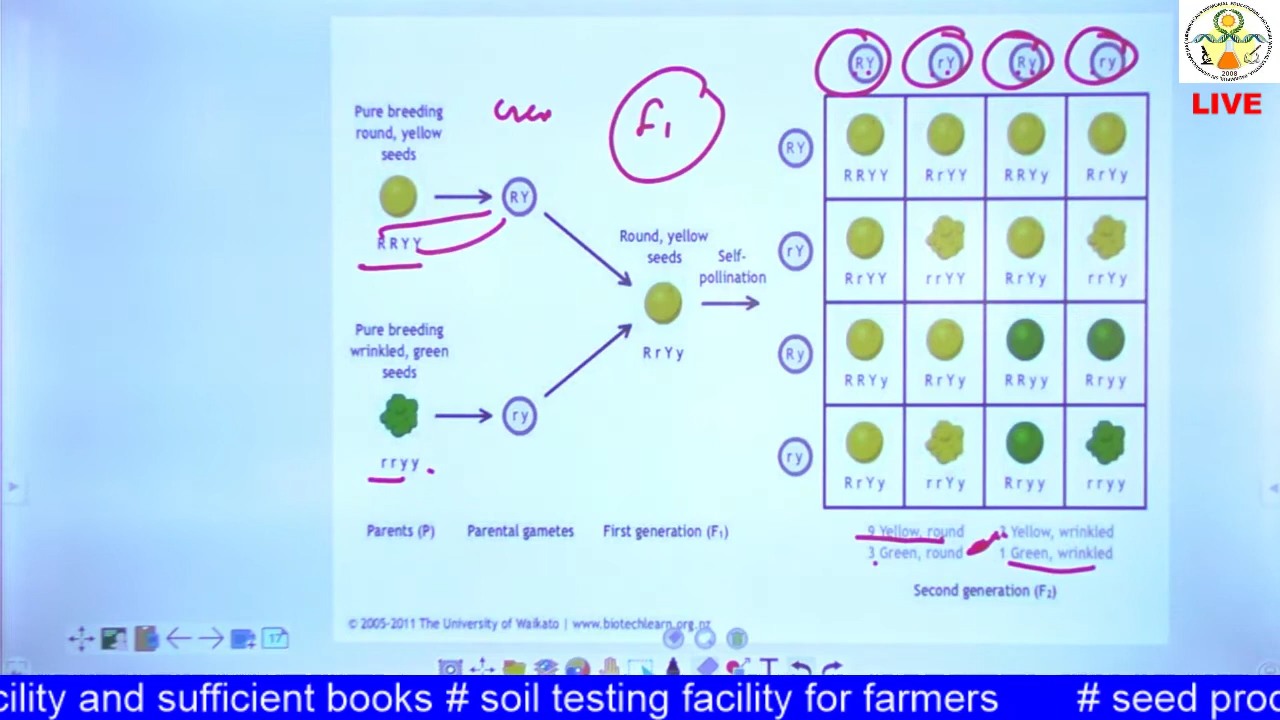 LIVE
2008
RY
rY
Ry
ry
Pure breeding
round, yellow
seeds
RY
RRYY
F1
RY
RRYY
RrYY
RRYy
RrYy
Round, yellow
seeds
Self-
pollination
RrYy
rY
RrYY
rrYY
RrYy
rrYy
Pure breeding
wrinkled, green
seeds
ry
rryy
Ry
RRYy
RrYy
RRyy
Rryy
ry
RrYy
rrYy
Rryy
rryy
Parents (P)
Parental gametes
First generation (F₁)
9 Yellow, round
Yellow, wrinkled
3 Green, round
1 Green, wrinkled
Second generation (F₂)
© 2005-2011 The University of Waikato | www.biotechlearn.org.nz
17
cility and sufficient books # soil testing facility for farmers # seed proc